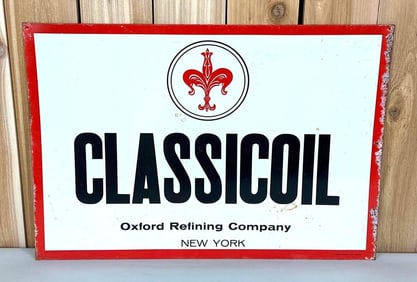 CLASSICOIL
Oxford Refining Company
NEW YORK